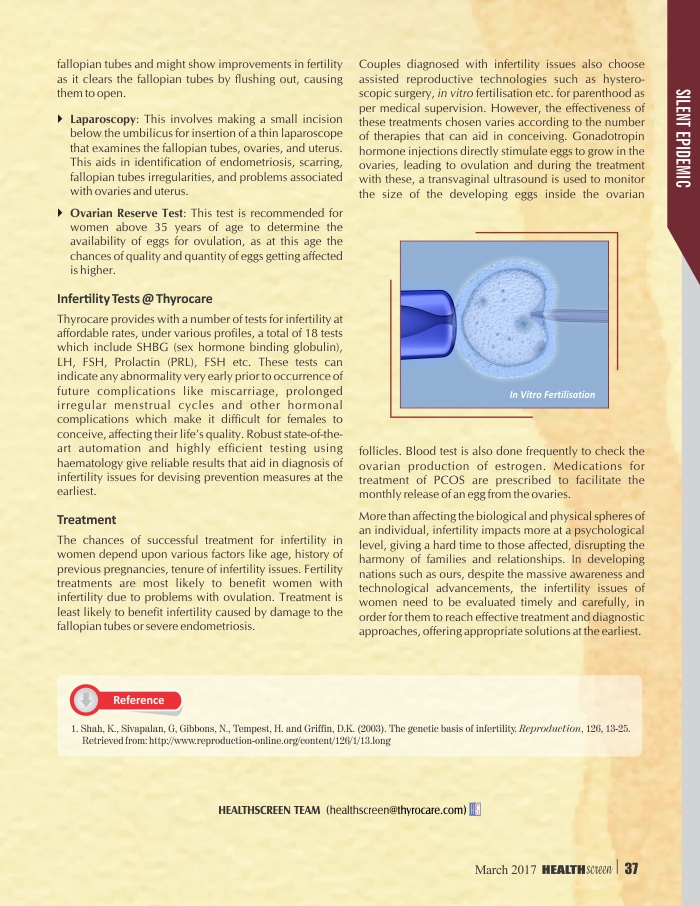 fallopian tubes and might show improvements in fertility
as it clears the fallopian tubes by flushing out, causing
them to open.
Laparoscopy: This involves making a small incision
below the umbilicus for insertion of a thin laparoscope
that examines the fallopian tubes, ovaries, and uterus.
This aids in identification of endometriosis, scarring,
fallopian tubes irregularities, and problems associated
with ovaries and uterus.
Ovarian Reserve Test: This test is recommended for
women above 35 years of age to determine the
availability of eggs for ovulation, as at this age the
chances of quality and quantity of eggs getting affected
is higher.
Infertility Tests @ Thyrocare
Thyrocare provides with a number of tests for infertility at
affordable rates, under various profiles, a total of 18 tests
which include SHBG (sex hormone binding globulin),
LH, FSH, Prolactin (PRL), FSH etc. These tests can
indicate any abnormality very early prior to occurrence of
future complications like miscarriage, prolonged
irregular menstrual cycles and other hormonal
complications which make it difficult for females to
conceive, affecting their life's quality. Robust state-of-the-
art automation and highly efficient testing using
haematology give reliable results that aid in diagnosis of
infertility issues for devising prevention measures at the
earliest.
Treatment
The chances of successful treatment for infertility in
women depend upon various factors like age, history of
previous pregnancies, tenure of infertility issues. Fertility
treatments are most likely to benefit women with
infertility due to problems with ovulation. Treatment is
least likely to benefit infertility caused by damage to the
fallopian tubes or severe endometriosis.
Couples diagnosed with infertility issues also choose
assisted reproductive technologies such as hystero-
scopic surgery, in vitro fertilisation etc. for parenthood as
per medical supervision. However, the effectiveness of
these treatments chosen varies according to the number
of therapies that can aid in conceiving. Gonadotropin
hormone injections directly stimulate eggs to grow in the
ovaries, leading to ovulation and during the treatment
with these, a transvaginal ultrasound is used to monitor
the size of the developing eggs inside the ovarian
In Vitro Fertilisation
follicles. Blood test is also done frequently to check the
ovarian production of estrogen. Medications for
treatment of PCOS are prescribed to facilitate the
monthly release of an egg from the ovaries.
More than affecting the biological and physical spheres of
an individual, infertility impacts more at a psychological
level, giving a hard time to those affected, disrupting the
harmony of families and relationships. In developing
nations such as ours, despite the massive awareness and
technological advancements, the infertility issues of
women need to be evaluated timely and carefully, in
order for them to reach effective treatment and diagnostic
approaches, offering appropriate solutions at the earliest.
SILENT EPIDEMIC
Reference
1. Shah, K., Sivapalan, G, Gibbons, N., Tempest, H. and Griffin, D.K. (2003). The genetic basis of infertility. Reproduction, 126, 13-25.
Retrieved from: http://www.reproduction-online.org/content/126/1/13.long
HEALTHSCREEN TEAM (healthscreen@thyrocare.com)
March 2017 HEALTHscreen | 37